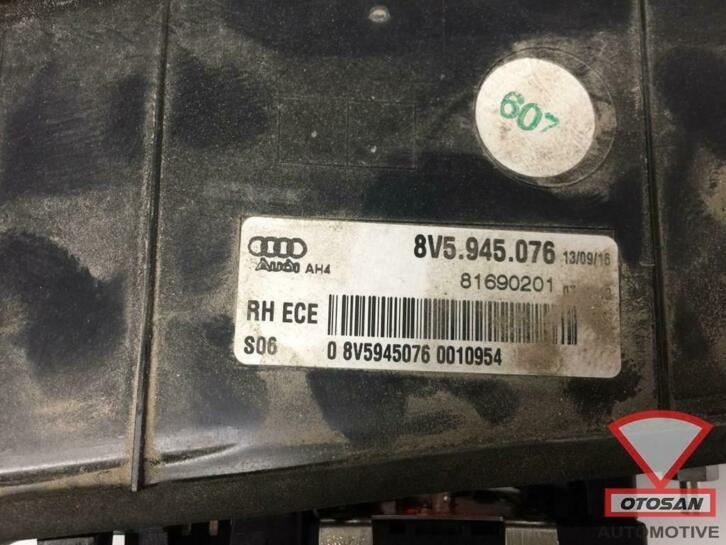 607
8V5.945.076 13/09/16
Audi AH4
81690201
RH ECE
S06 0 8V5945076 0010954
OTOSAN
AUTOMOTIVE